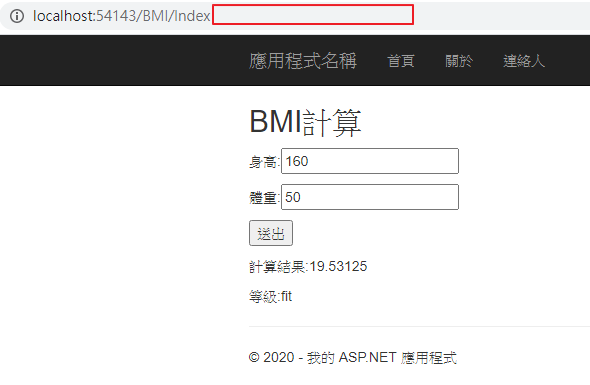 localhost:54143/BMI/Index
應用程式名稱 首頁 關於 連絡人
BMI計算
身高:160
體重:50
送出
計算結果:19.53125
等級:fit
© 2020 - 我的 ASP.NET 應用程式